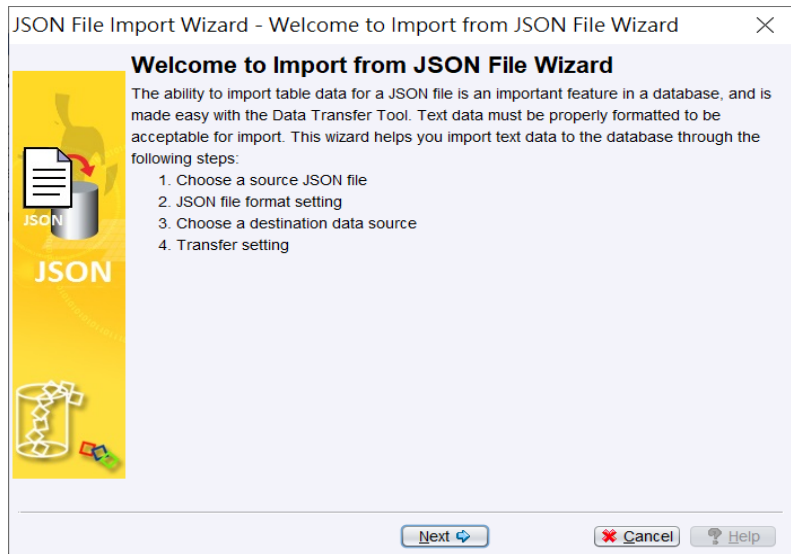 JSON File Import Wizard - Welcome to Import from JSON File Wizard
Welcome to Import from JSON File Wizard
The ability to import table data for a JSON file is an important feature in a database, and is
made easy with the Data Transfer Tool. Text data must be properly formatted to be
acceptable for import. This wizard helps you import text data to the database through the
following steps:
1. Choose a source JSON file
2. JSON file format setting
3. Choose a destination data source
4. Transfer setting
JSON
JSON
Next
Cancel
Help